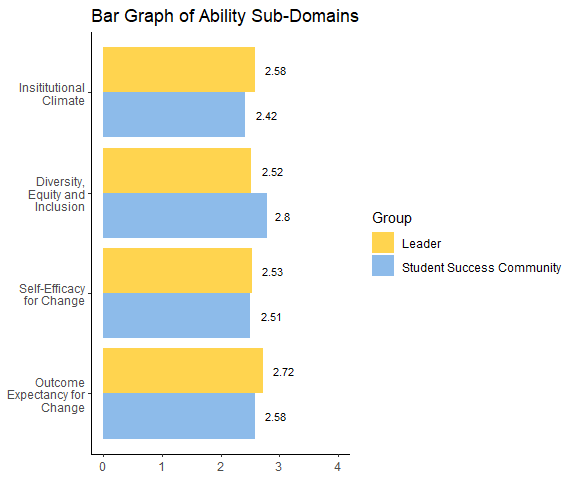 Bar Graph of Ability Sub-Domains
Insititutional
Climate
2.58
2.42
Diversity,
Equity and
Inclusion
2.52
2.8
Self-Efficacy
for Change
2.53
2.51
Outcome
Expectancy for
Change
2.72
2.58
0 1 2 3 4
Group
Leader
Student Success Community